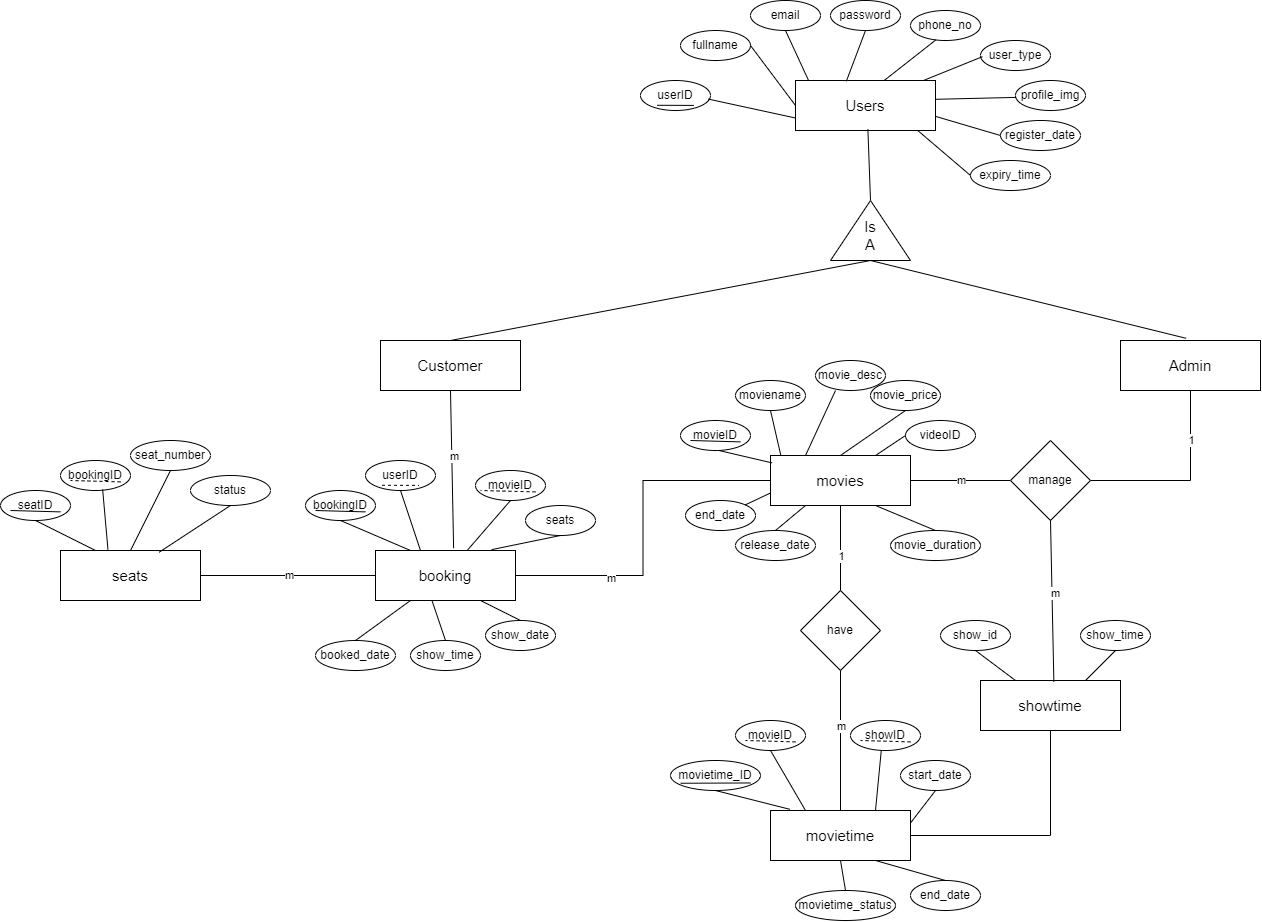 email
password
phone_no
fullname
user_type
userID
Users
profile_img
register_date
expiry_time
Is
A
Customer
Admin
movie_desc
moviename
movie_price
movieID
videoID
1
m
seat_number
bookingID
status
seatID
userID
movieID
bookingID
seats
movies
m
manage
end_date
release_date
movie_duration
1
seats
m
booking
m
m
booked_date
show_time
show_date
have
show_id
show_time
showtime
m
movieID
showID
movietime_ID
start_date
movietime
movietime_status
end_date